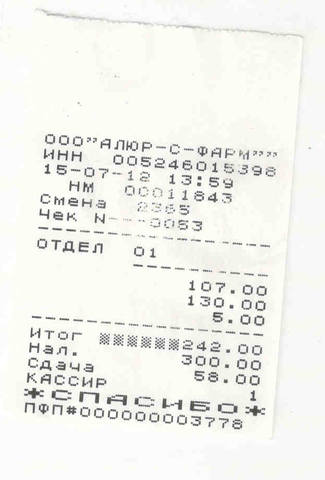 ООО"АЛЮР-С-ФАРМ""
ИНН 005246015398
15-07-12 13:59
НМ 00011843
Смена 2365
Чек N---0053
ОТДЕЛ 01
107.00
130.00
5.00
Итог ※※※※※※242.00
Нал. 300.00
Сдача 58.00
КАССИР 1
*СПАСИБО*
ПФП#000000003778